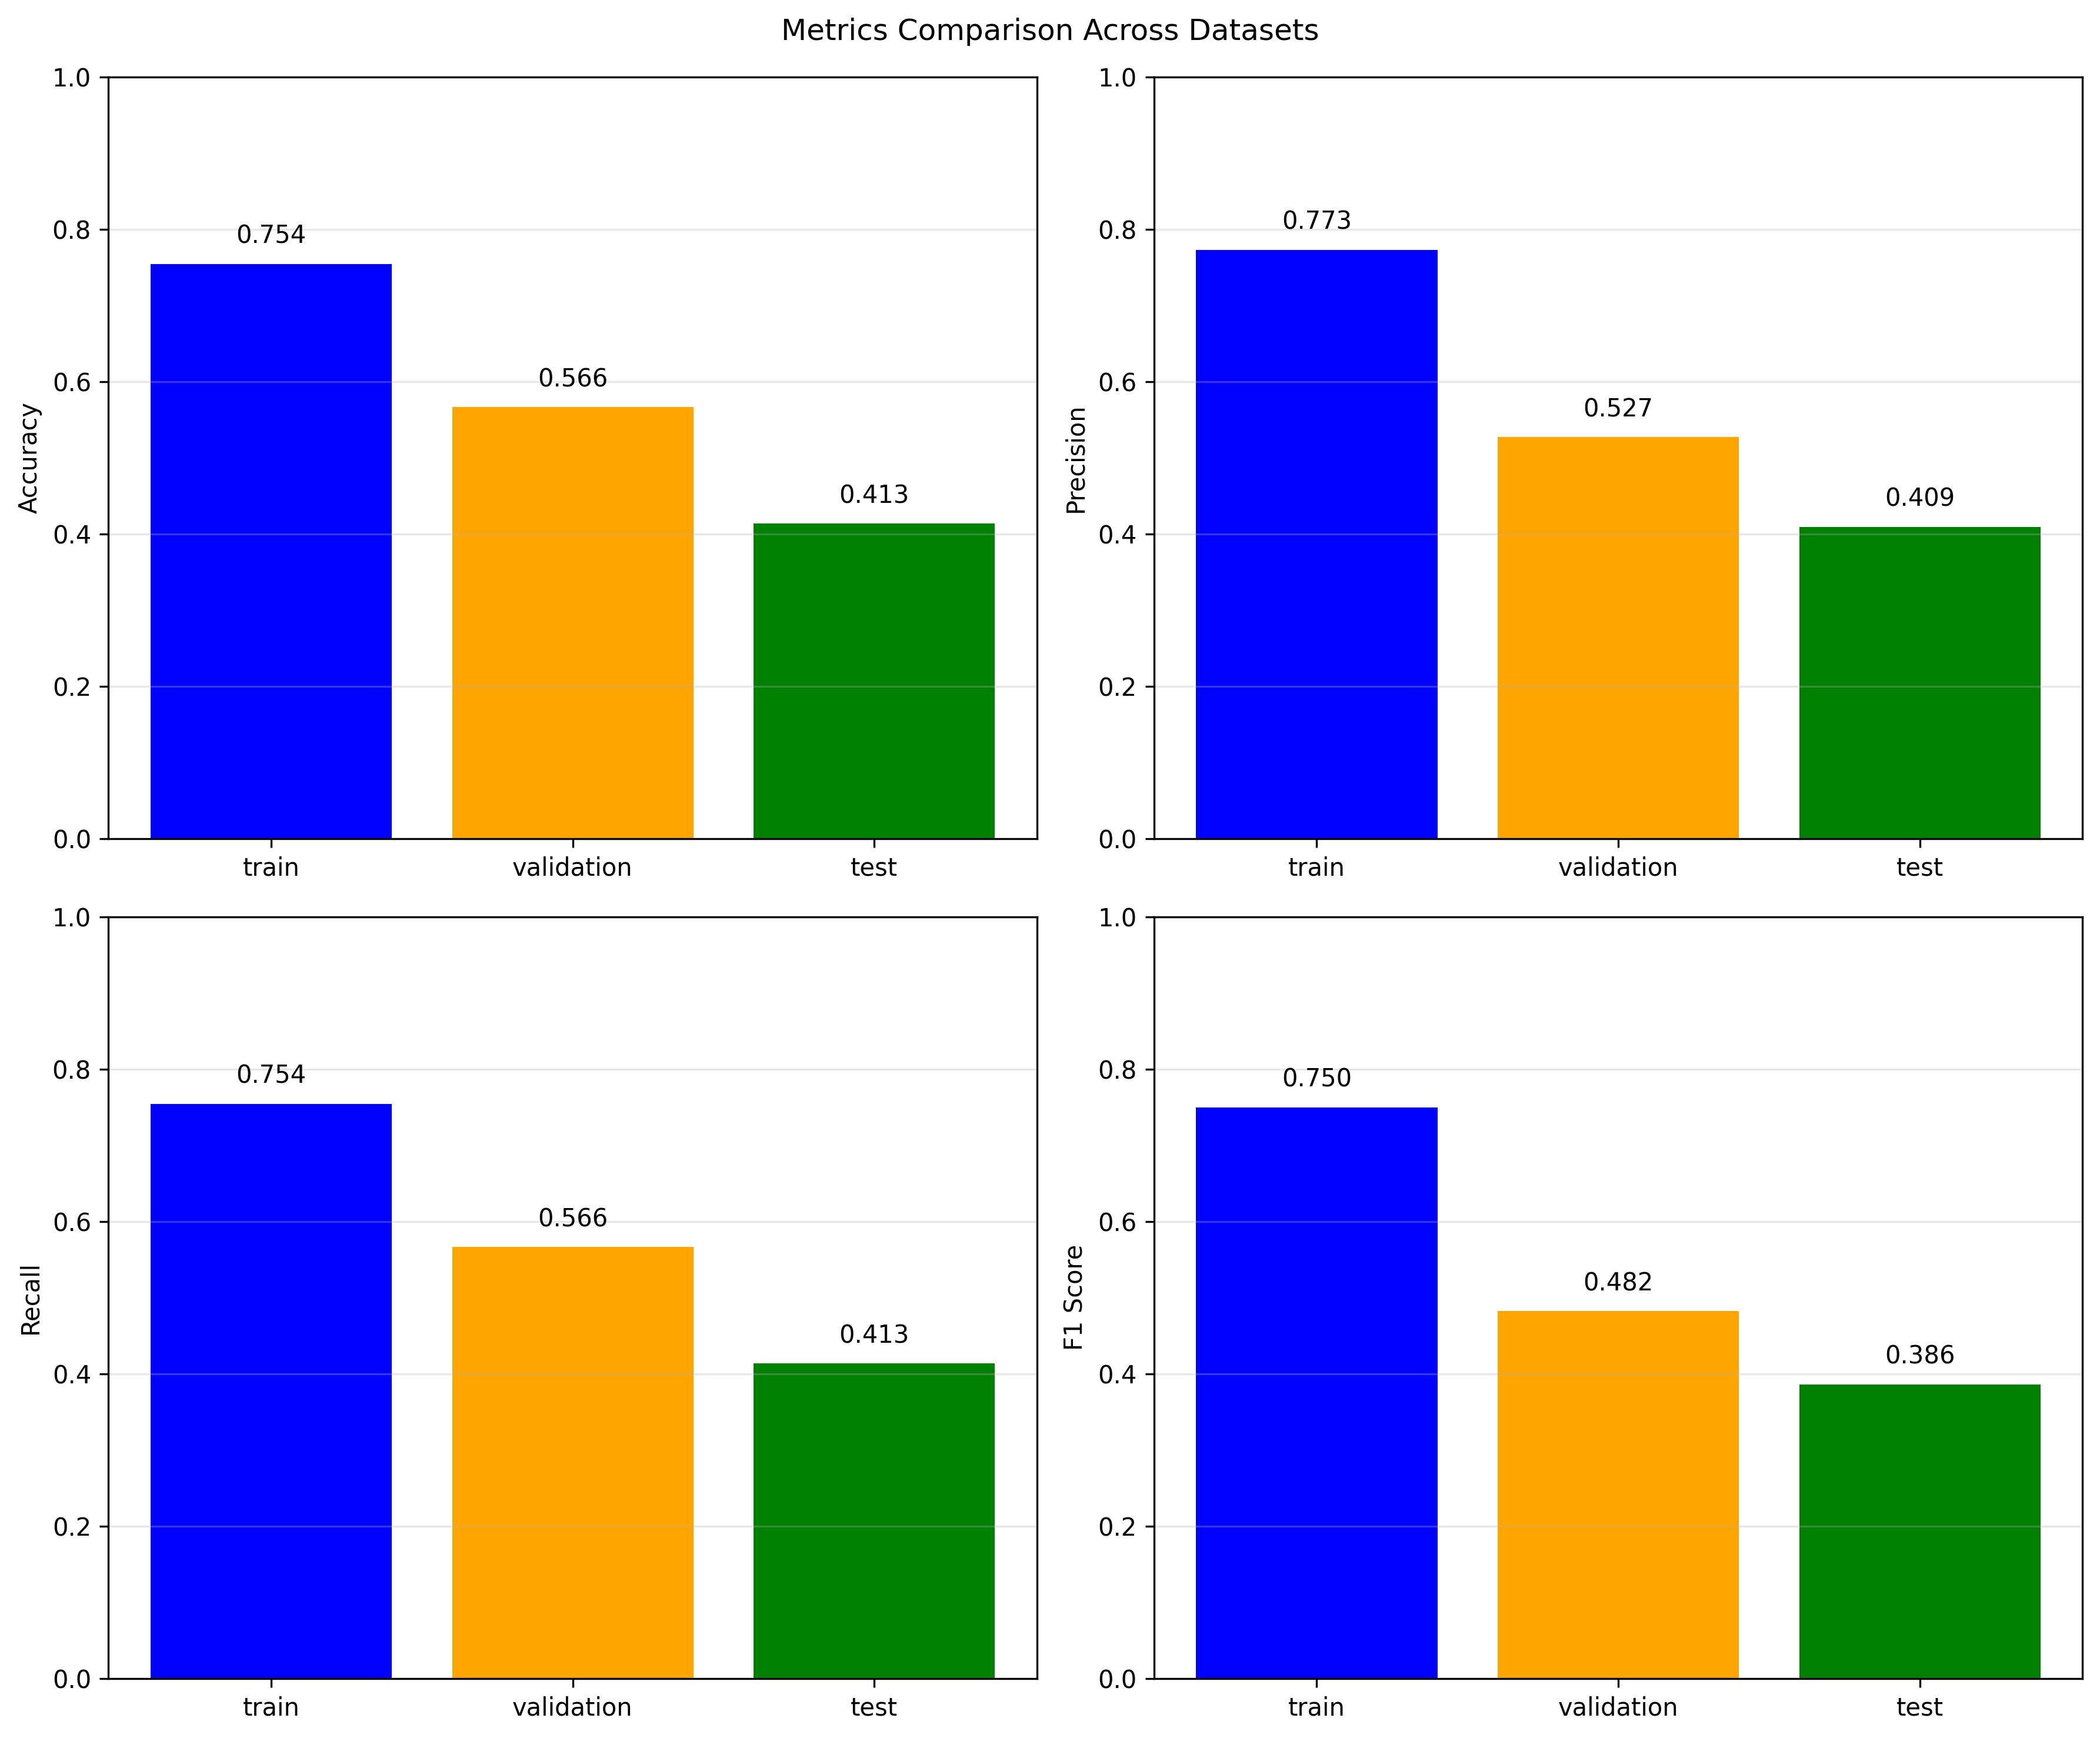 Metrics Comparison Across Datasets
Accuracy
1.0
0.8
0.6
0.4
0.2
0.0
0.754
0.566
0.413
train
validation
test
Precision
1.0
0.8
0.6
0.4
0.2
0.0
0.773
0.527
0.409
train
validation
test
Recall
1.0
0.8
0.6
0.4
0.2
0.0
0.754
0.566
0.413
train
validation
test
F1 Score
1.0
0.8
0.6
0.4
0.2
0.0
0.750
0.482
0.386
train
validation
test